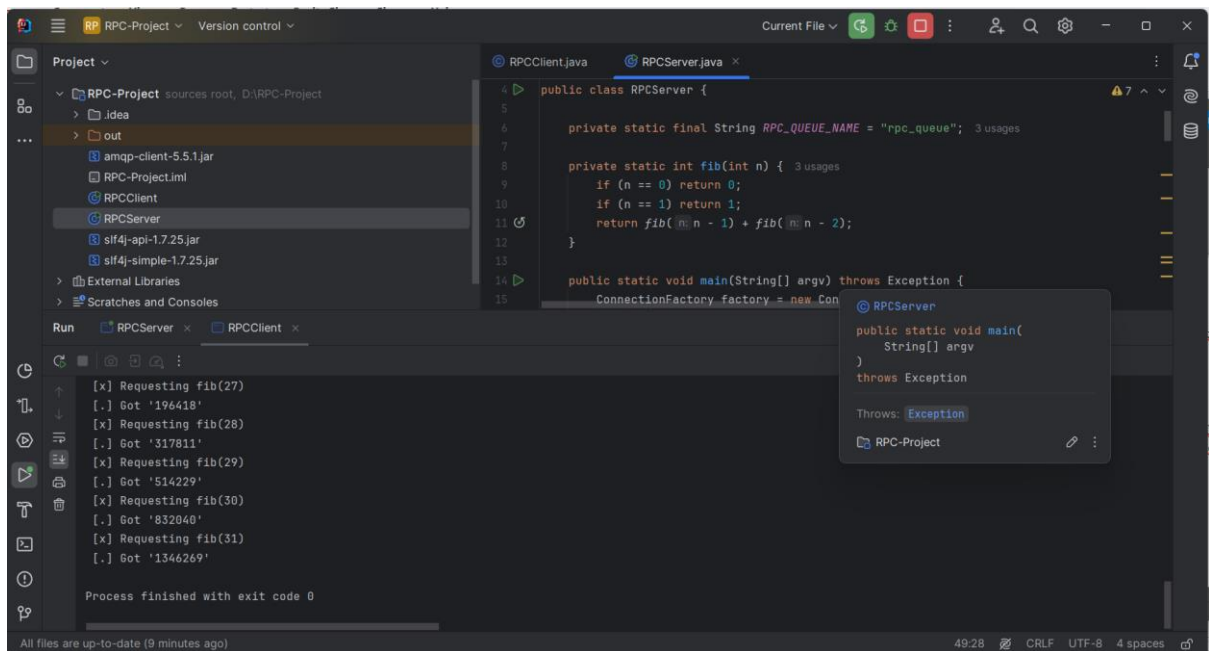 RP RPC-Project Version control Current File
Project
RPC-Project sources root, D:\RPC-Project
.idea
out
amqp-client-5.5.1.jar
RPC-Project.iml
RPCClient
RPCServer
slf4j-api-1.7.25.jar
slf4j-simple-1.7.25.jar
External Libraries
Scratches and Consoles
RPCClient.java RPCServer.java
7
4 public class RPCServer {
5
6 private static final String RPC_QUEUE_NAME = "rpc_queue"; 3 usages
7
8 private static int fib(int n) { 3 usages
9 if (n == 0) return 0;
10 if (n == 1) return 1;
11 return fib( n: n - 1) + fib( n: n - 2);
12 }
13
14 public static void main(String[] argv) throws Exception {
15 ConnectionFactory factory = new Con
RPCServer
public static void main(
String[] argv
)
throws Exception
Throws: Exception
RPC-Project
Run RPCServer RPCClient
[x] Requesting fib(27)
[.] Got '196418'
[x] Requesting fib(28)
[.] Got '317811'
[x] Requesting fib(29)
[.] Got '514229'
[x] Requesting fib(30)
[.] Got '832040'
[x] Requesting fib(31)
[.] Got '1346269'
Process finished with exit code 0
All files are up-to-date (9 minutes ago) 49:28 CRLF UTF-8 4 spaces